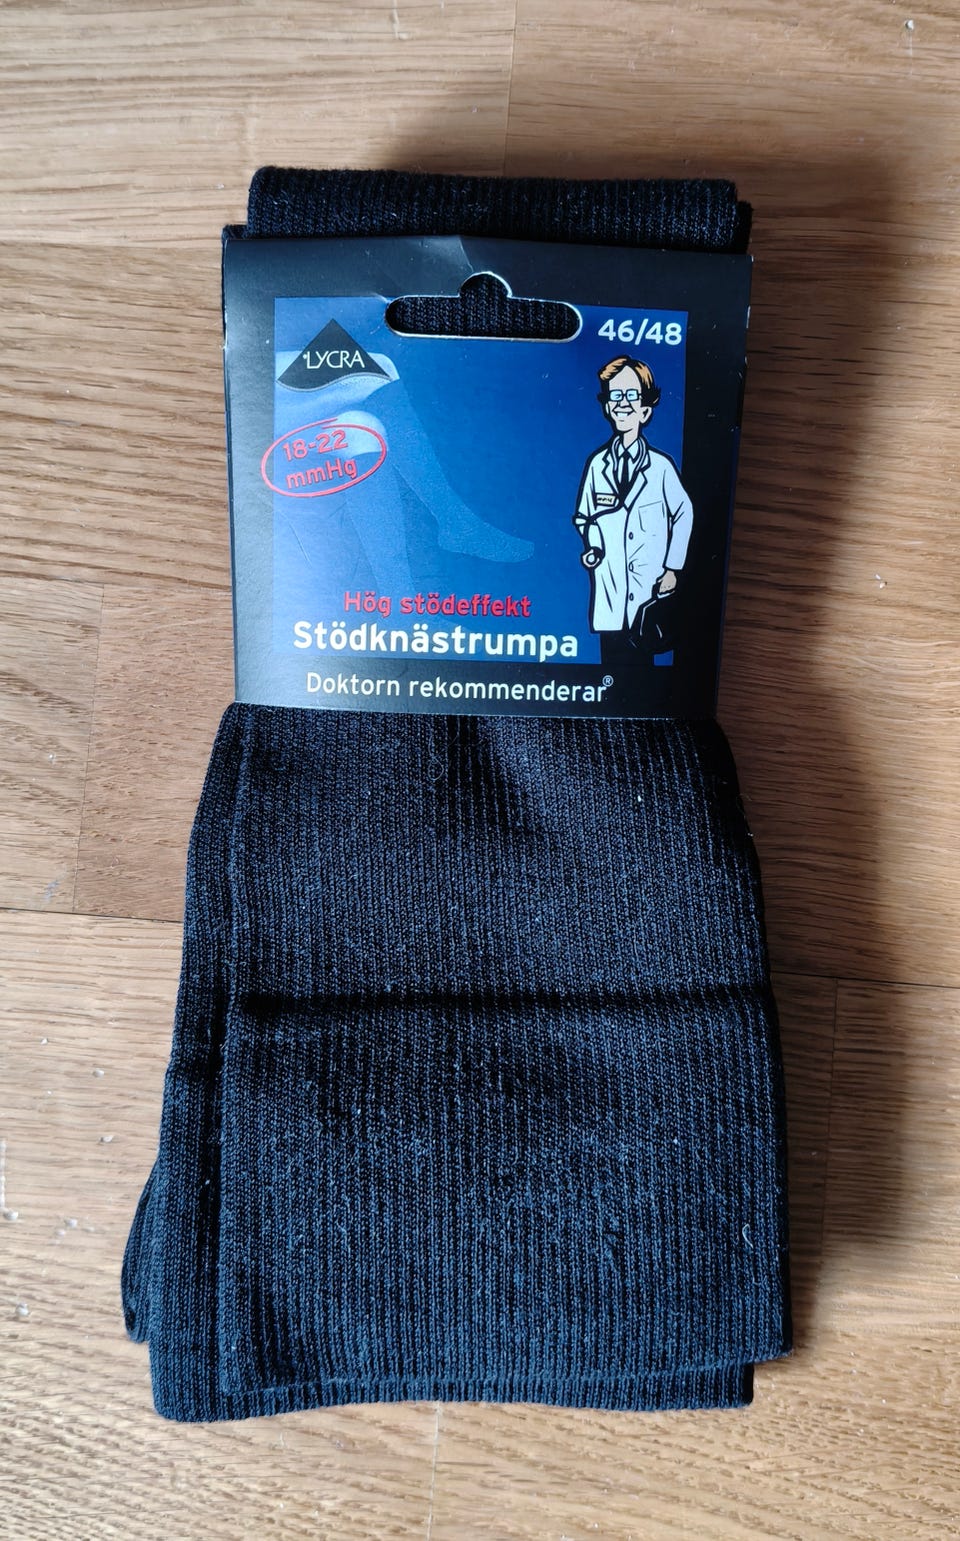 46/48
LYCRA
18-22
mmHg
Hög stödeffekt
Stödknästrumpa
Doktorn rekommenderar®